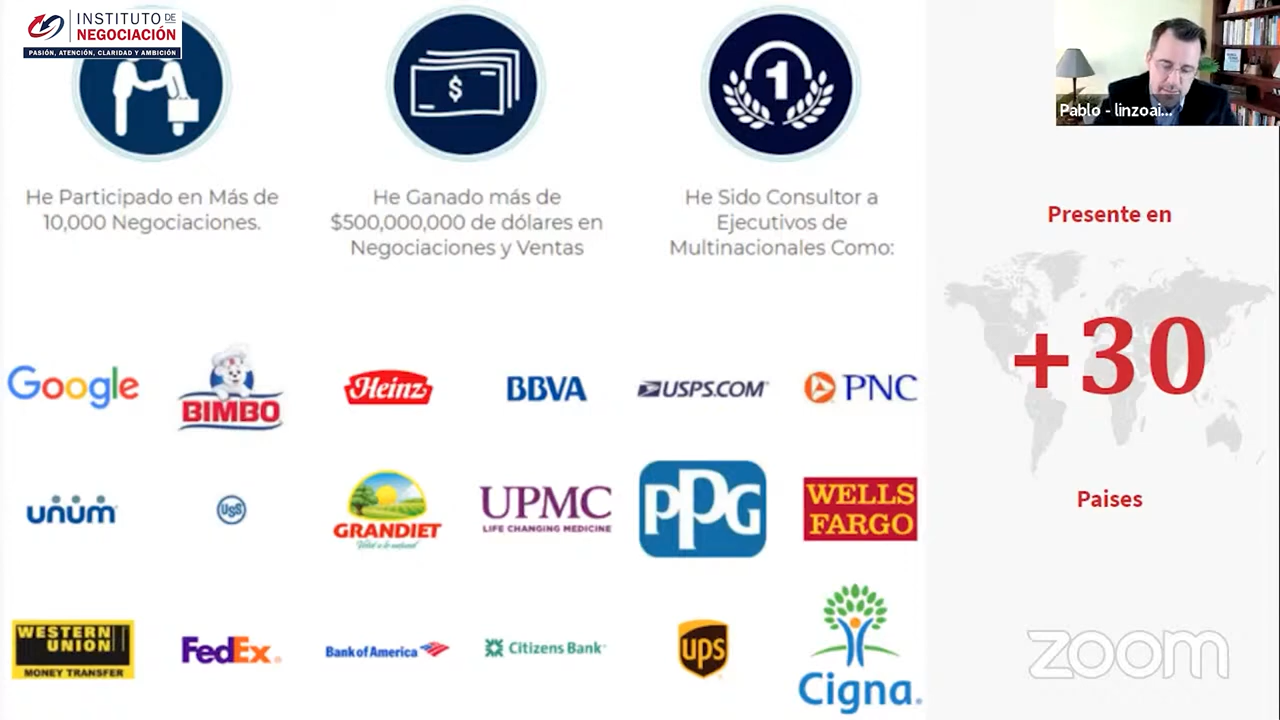 INSTITUTO DE
NEGOCIACIÓN
PASIÓN, ATENCIÓN, CLARIDAD Y AMBICIÓN
$
1
Pablo - linzoai...
He Participado en Más de
10,000 Negociaciones.
He Ganado más de
$500,000,000 de dólares en
Negociaciones y Ventas
He Sido Consultor a
Ejecutivos de
Multinacionales Como:
Presente en
+30
Paises
Google
BIMBO
Heinz
BBVA
USPS.COM
PNC
unum
USS
GRANDIET
UPMC
LIFE CHANGING MEDICINE
PPG
WELLS
FARGO
WESTERN
UNION
MONEY TRANSFER
FedEx
Bank of America
Citizens Bank
ups
Cigna
zoom